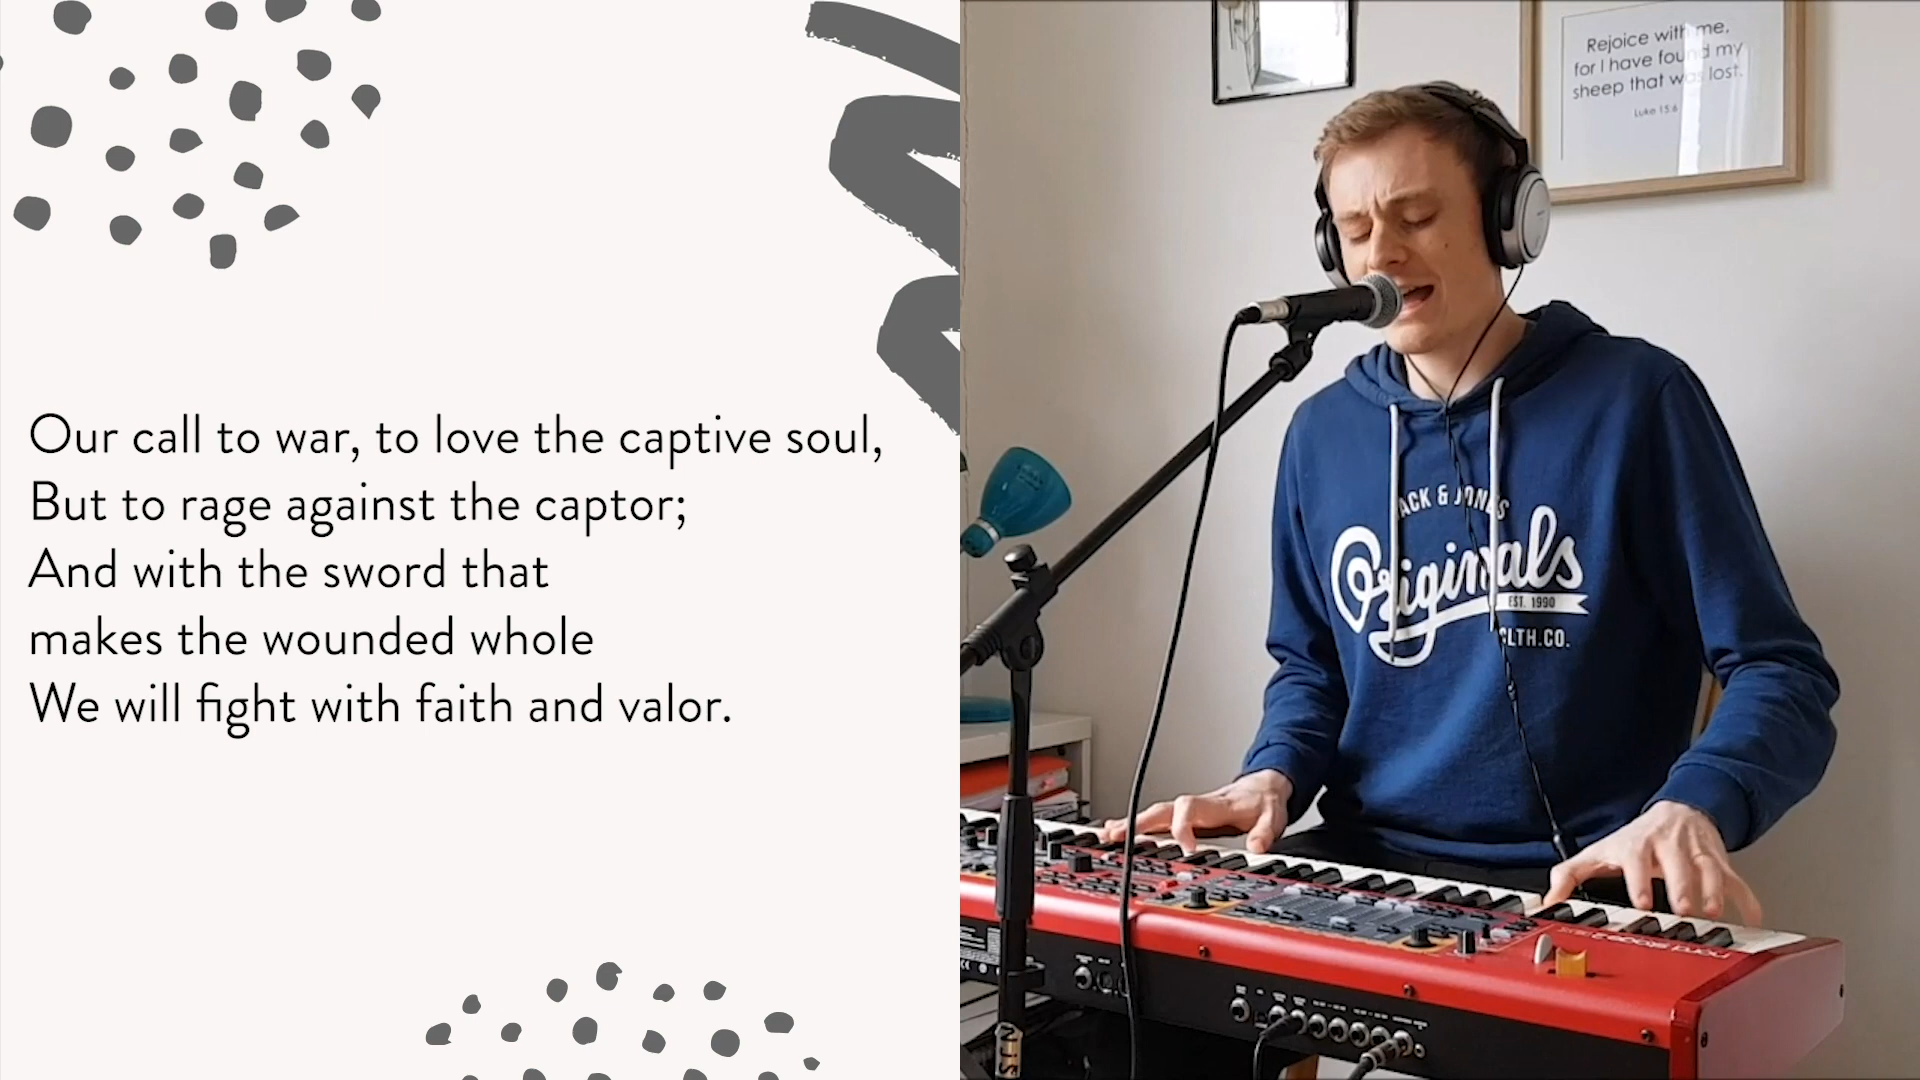 Our call to war, to love the captive soul,
But to rage against the captor;
And with the sword that
makes the wounded whole
We will fight with faith and valor.
Rejoice with me,
for I have found my
sheep that was lost.
Luke 15:6
JACK & JONES
Originals
EST. 1990
CLTH.CO.
NJS